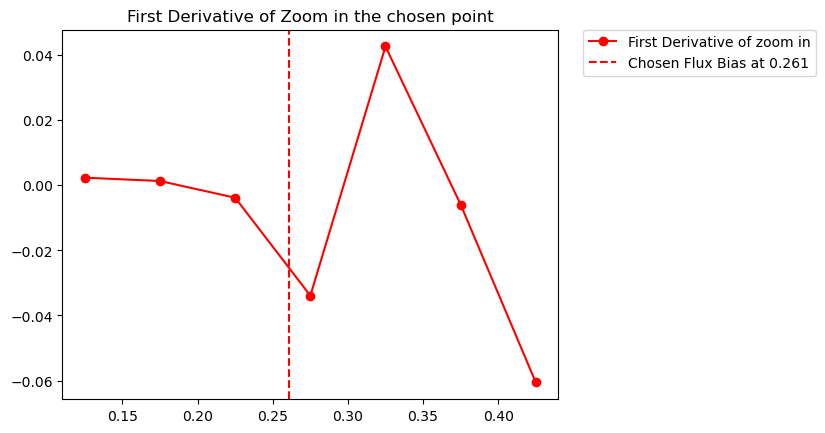 First Derivative of Zoom in the chosen point
First Derivative of zoom in
Chosen Flux Bias at 0.261
0.04
0.02
0.00
−0.02
−0.04
−0.06
0.15 0.20 0.25 0.30 0.35 0.40